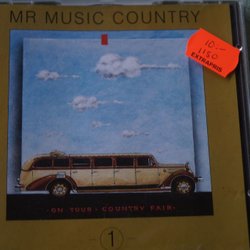 MR MUSIC COUNTRY
10.-
1150
EXTRAPRIS
• ON TOUR • COUNTRY FAIR •
1